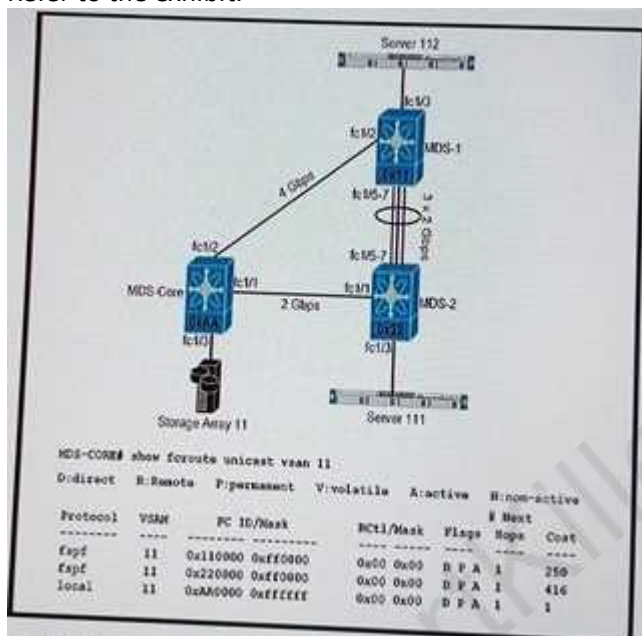 Refer to the exhibit.
Server 112
fc1/3
fc1/2
MDS-1
0x11
4 Gbps
fc1/5-7
3 x 2 Gbps
fc1/2
fc1/5-7
MDS-Core
fc1/1
fc1/1
MDS-2
2 Gbps
0xAA
0x22
fc1/3
fc1/3
Storage Array 11
Server 111
MDS-CORE# show fcroute unicast vsan 11
D:direct R:Remote P:permanent V:volatile A:active N:non-active
# Next
Protocol VSAN FC ID/Mask RCtl/Mask Flags Hops Cost
-------- ---- -------- -------- ---- ---- ----- ---- ----
fspf 11 0x110000 0xff0000 0x00 0x00 D P A 1 250
fspf 11 0x220000 0xff0000 0x00 0x00 D P A 1 416
local 11 0xAA0000 0xffffff 0x00 0x00 D P A 1 1